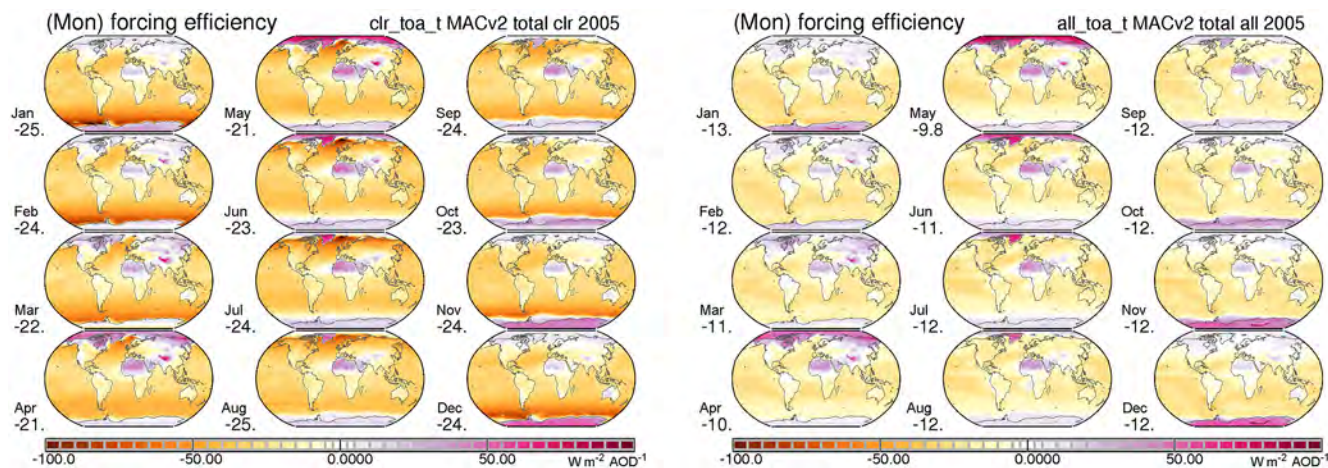 (Mon) forcing efficiency clr_toa_t MACv2 total clr 2005
Jan May Sep
-25. -21. -24.
Feb Jun Oct
-24. -23. -23.
Mar Jul Nov
-22. -24. -24.
Apr Aug Dec
-21. -25. -24.
-100.0 -50.00 0.0000 50.00 W m⁻² AOD⁻¹
(Mon) forcing efficiency all_toa_t MACv2 total all 2005
Jan May Sep
-13. -9.8 -12.
Feb Jun Oct
-12. -11. -12.
Mar Jul Nov
-11. -12. -12.
Apr Aug Dec
-10. -12. -12.
-100.0 -50.00 0.0000 50.00 W m⁻² AOD⁻¹